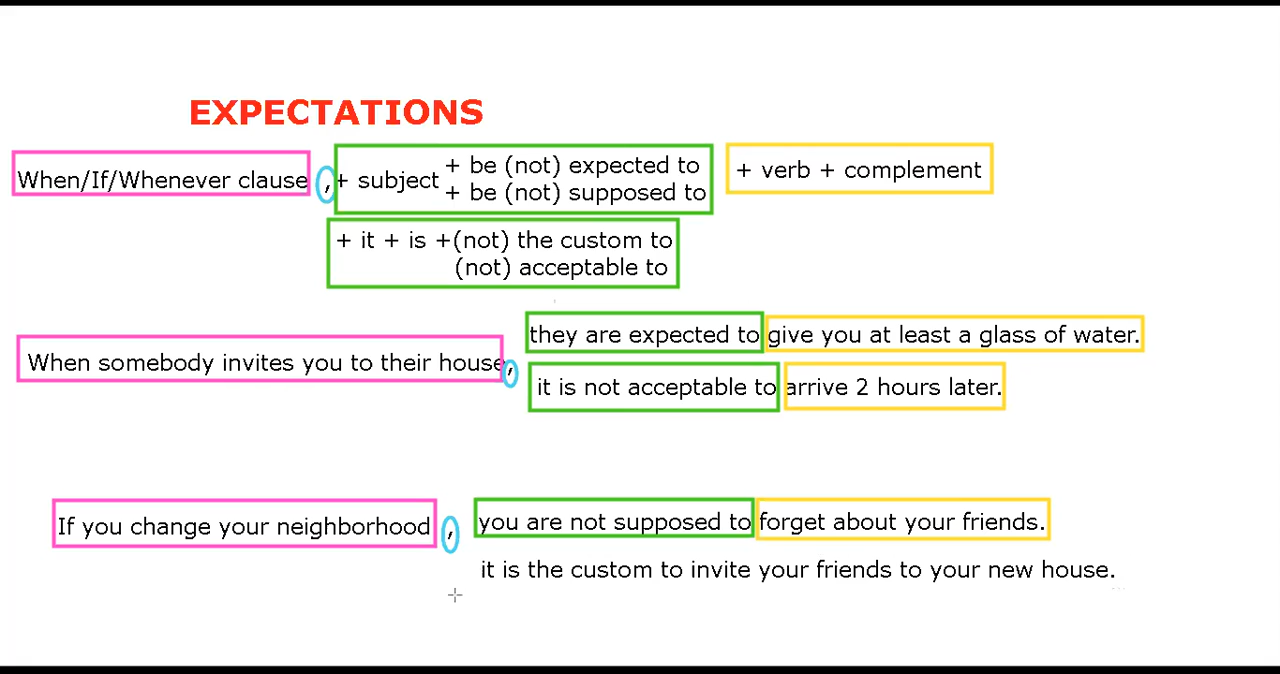 EXPECTATIONS
When/If/Whenever clause , + subject + be (not) expected to + verb + complement
+ be (not) supposed to
+ it + is +(not) the custom to
(not) acceptable to
they are expected to give you at least a glass of water.
When somebody invites you to their house,
it is not acceptable to arrive 2 hours later.
If you change your neighborhood , you are not supposed to forget about your friends.
it is the custom to invite your friends to your new house.